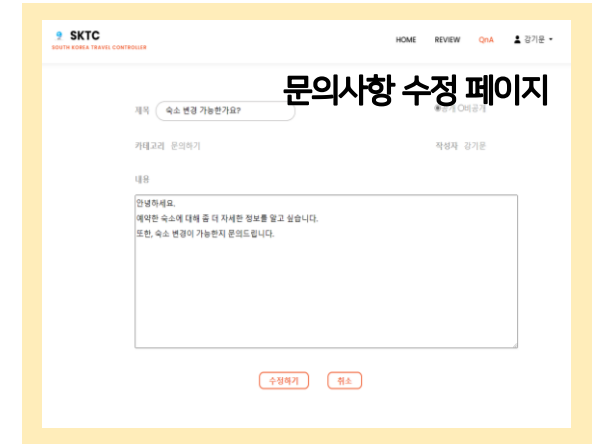 SKTC
SOUTH KOREA TRAVEL CONTROLLER
HOME REVIEW QnA 강기문
문의사항 수정 페이지
제목 숙소 변경 가능한가요?
공개 비공개
카테고리 문의하기 작성자 강기문
내용
안녕하세요.
예약한 숙소에 대해 좀 더 자세한 정보를 알고 싶습니다.
또한, 숙소 변경이 가능한지 문의드립니다.
수정하기 취소